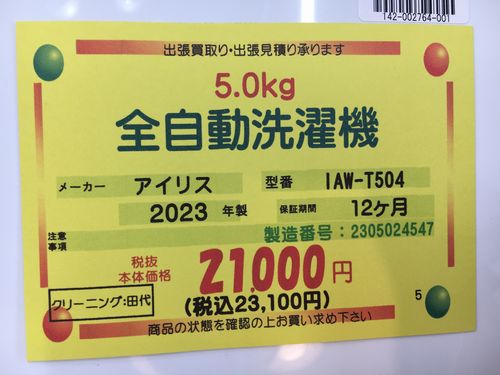 142-002764-001
出張買取り・出張見積り承ります
5.0kg
全自動洗濯機
メーカー アイリス 型番 IAW-T504
2023 年製 保証期間 12ヶ月
注意事項 製造番号：2305024547
税抜
本体価格 21,000円
クリーニング:田代 (税込23,100円) 5
商品の状態を確認の上お買い求め下さい